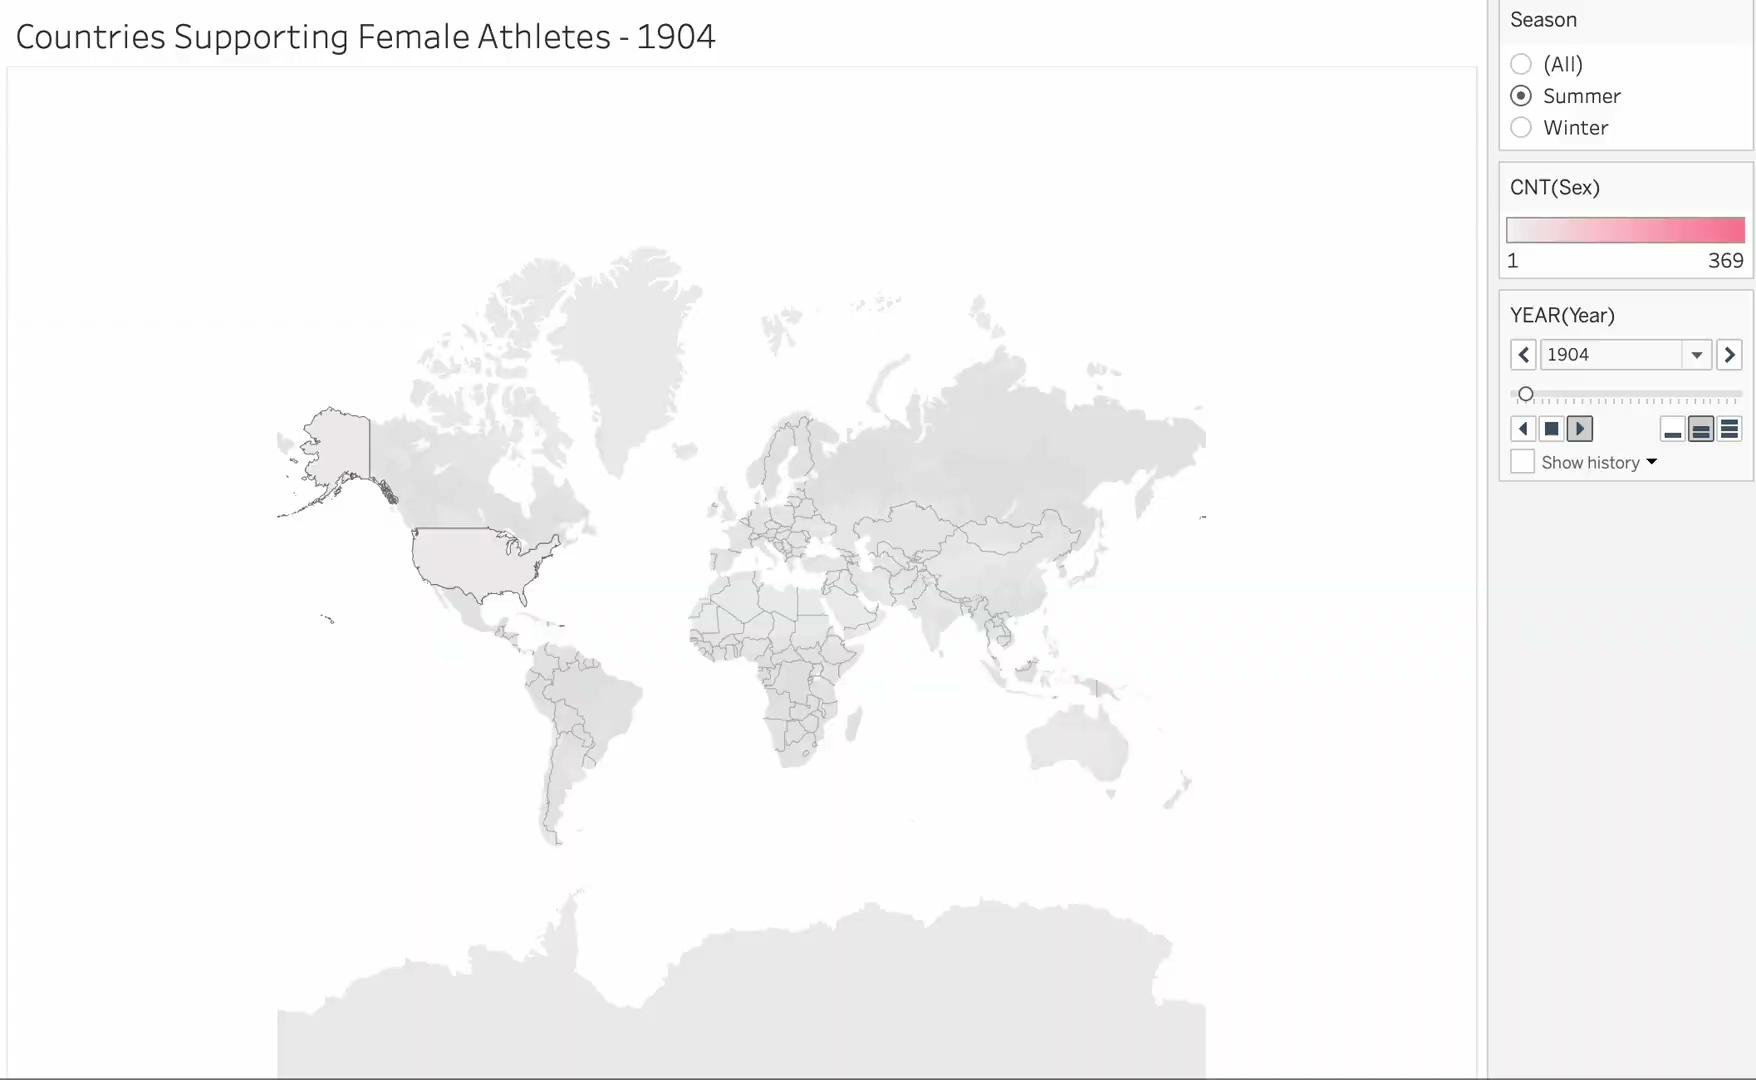 Countries Supporting Female Athletes - 1904
Season
(All)
Summer
Winter
CNT(Sex)
1 369
YEAR(Year)
1904
Show history